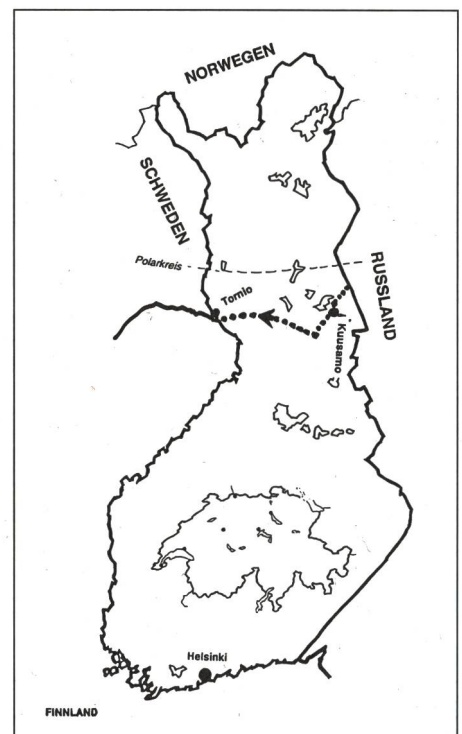 NORWEGEN
SCHWEDEN
Polarkreis
RUSSLAND
Tornio
Kuusamo
Helsinki
FINNLAND